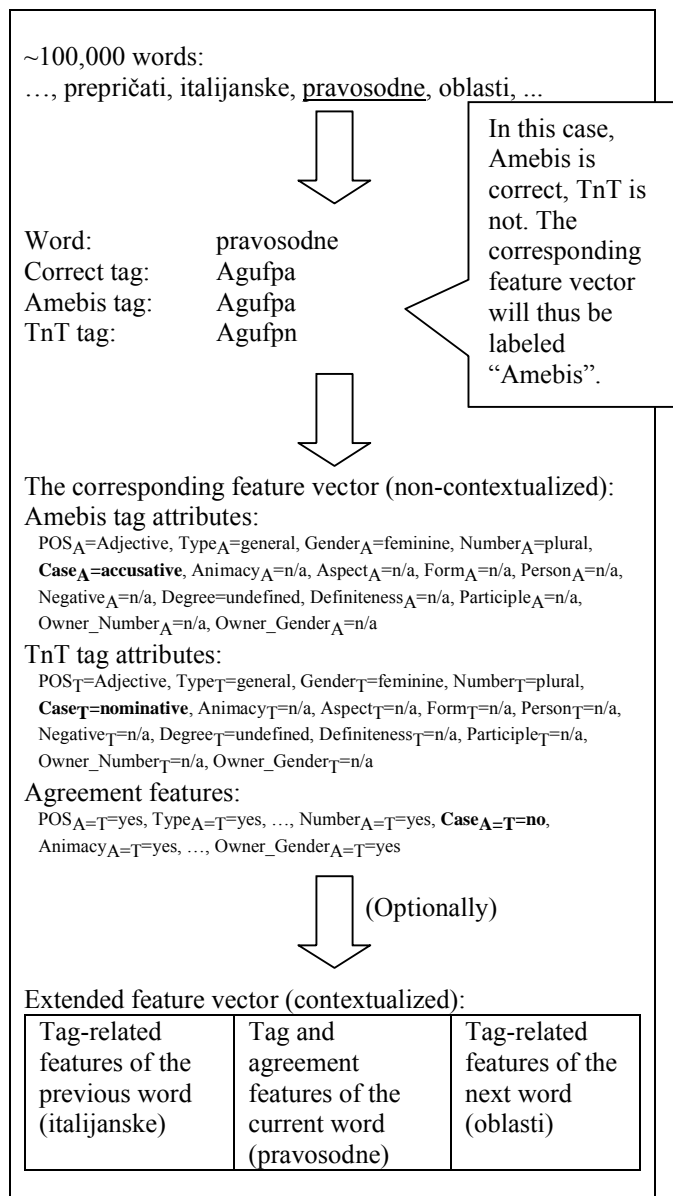 ~100,000 words:
…, prepričati, italijanske, pravosodne, oblasti, ...
In this case,
Amebis is
correct, TnT is
not. The
corresponding
feature vector
will thus be
labeled
“Amebis”.
Word: pravosodne
Correct tag: Agufpa
Amebis tag: Agufpa
TnT tag: Agufpn
The corresponding feature vector (non-contextualized):
Amebis tag attributes:
POSA=Adjective, TypeA=general, GenderA=feminine, NumberA=plural,
CaseA=accusative, AnimacyA=n/a, AspectA=n/a, FormA=n/a, PersonA=n/a,
NegativeA=n/a, Degree=undefined, DefinitenessA=n/a, ParticipleA=n/a,
Owner_NumberA=n/a, Owner_GenderA=n/a
TnT tag attributes:
POST=Adjective, TypeT=general, GenderT=feminine, NumberT=plural,
CaseT=nominative, AnimacyT=n/a, AspectT=n/a, FormT=n/a, PersonT=n/a,
NegativeT=n/a, DegreeT=undefined, DefinitenessT=n/a, ParticipleT=n/a,
Owner_NumberT=n/a, Owner_GenderT=n/a
Agreement features:
POSA=T=yes, TypeA=T=yes, …, NumberA=T=yes, CaseA=T=no,
AnimacyA=T=yes, …, Owner_GenderA=T=yes
(Optionally)
Extended feature vector (contextualized):
Tag-related
features of the
previous word
(italijanske)
Tag and
agreement
features of the
current word
(pravosodne)
Tag-related
features of the
next word
(oblasti)